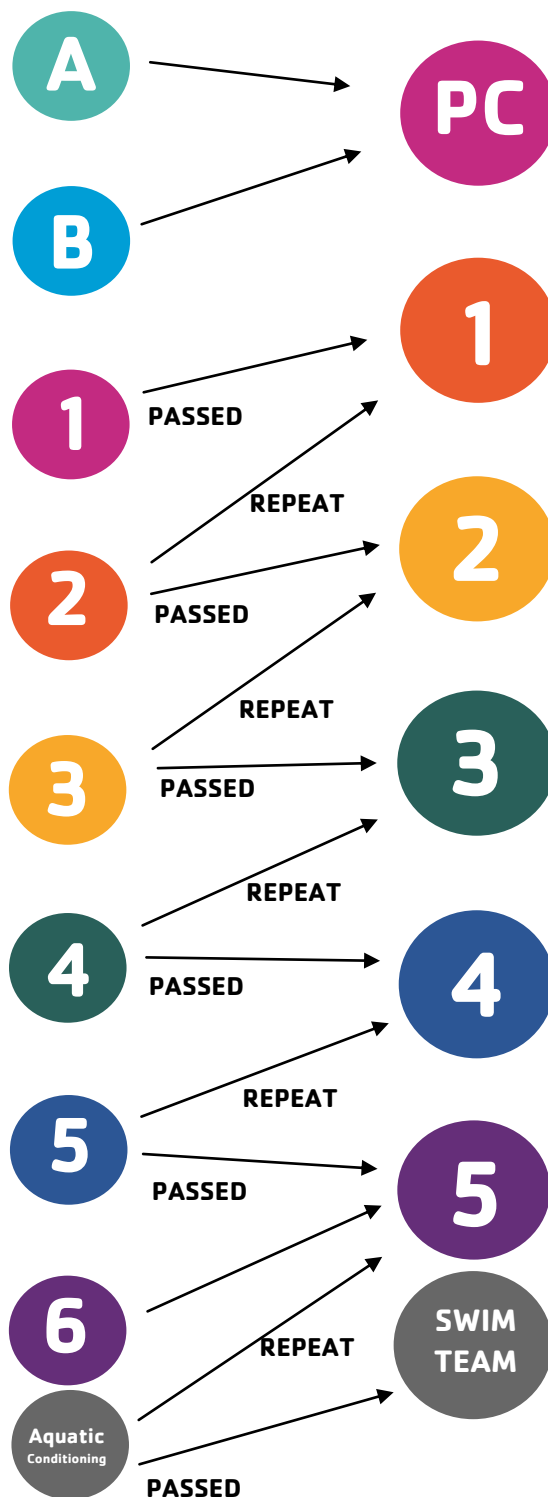 A
PC
B
1
1
PASSED
REPEAT
2
2
PASSED
REPEAT
3
3
PASSED
REPEAT
4
4
PASSED
REPEAT
5
5
PASSED
6
REPEAT
SWIM
TEAM
Aquatic
Conditioning
PASSED